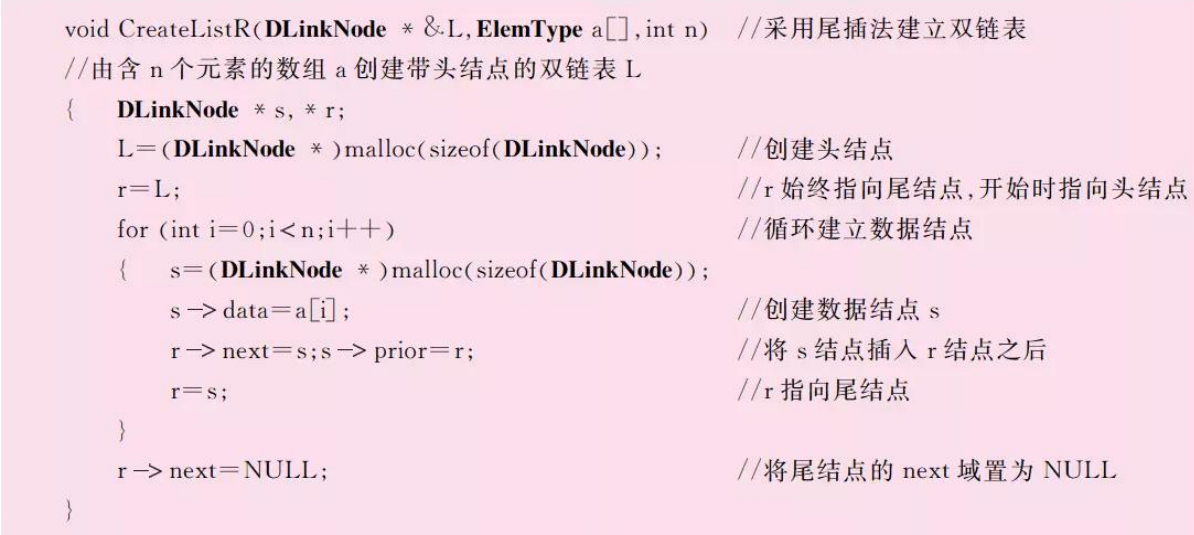 void CreateListR(DLinkNode * &L,ElemType a[],int n) //采用尾插法建立双链表
//由含 n 个元素的数组 a 创建带头结点的双链表 L
{ DLinkNode * s, * r;
L=(DLinkNode * )malloc(sizeof(DLinkNode)); //创建头结点
r=L; //r 始终指向尾结点,开始时指向头结点
for (int i=0;i<n;i++) //循环建立数据结点
{ s=(DLinkNode * )malloc(sizeof(DLinkNode));
s->data=a[i]; //创建数据结点 s
r->next=s;s->prior=r; //将 s 结点插入 r 结点之后
r=s; //r 指向尾结点
}
r->next=NULL; //将尾结点的 next 域置为 NULL
}